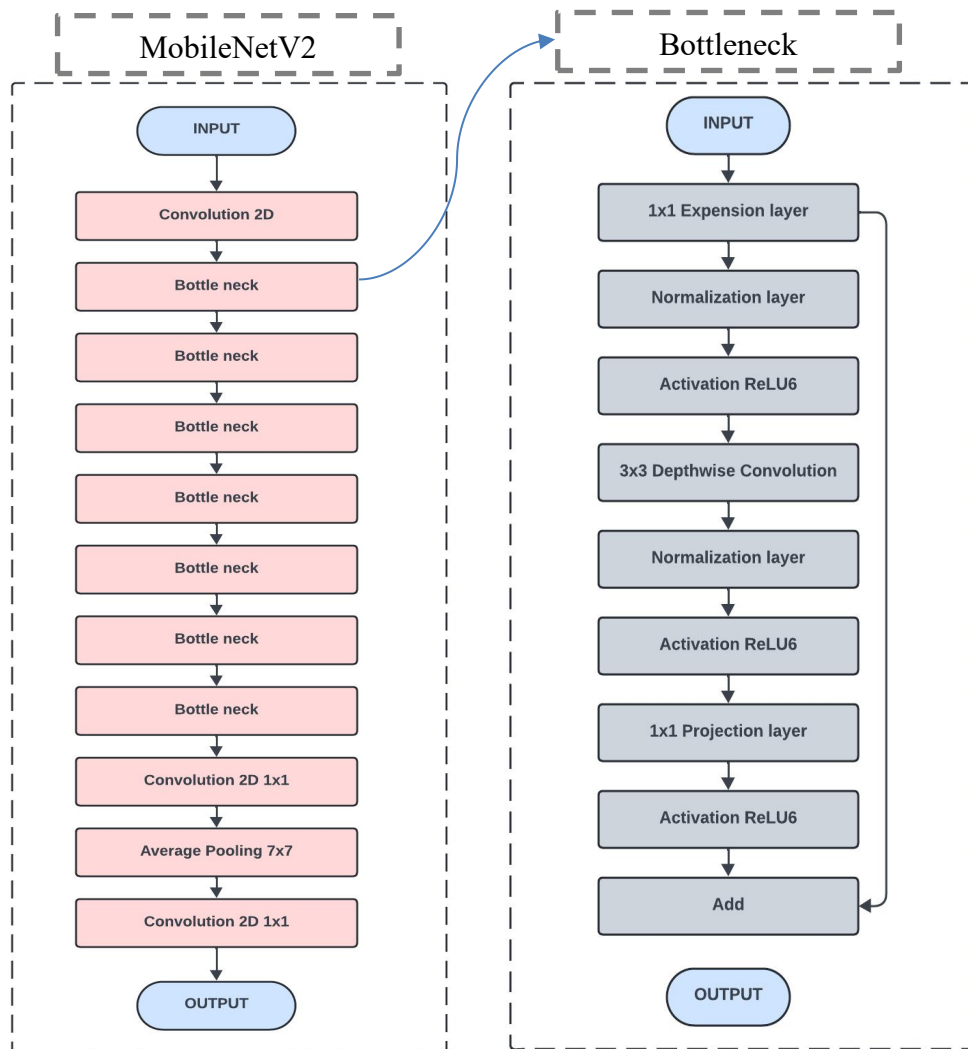 MobileNetV2
INPUT
Convolution 2D
Bottle neck
Bottle neck
Bottle neck
Bottle neck
Bottle neck
Bottle neck
Bottle neck
Convolution 2D 1x1
Average Pooling 7x7
Convolution 2D 1x1
OUTPUT
Bottleneck
INPUT
1x1 Expension layer
Normalization layer
Activation ReLU6
3x3 Depthwise Convolution
Normalization layer
Activation ReLU6
1x1 Projection layer
Activation ReLU6
Add
OUTPUT